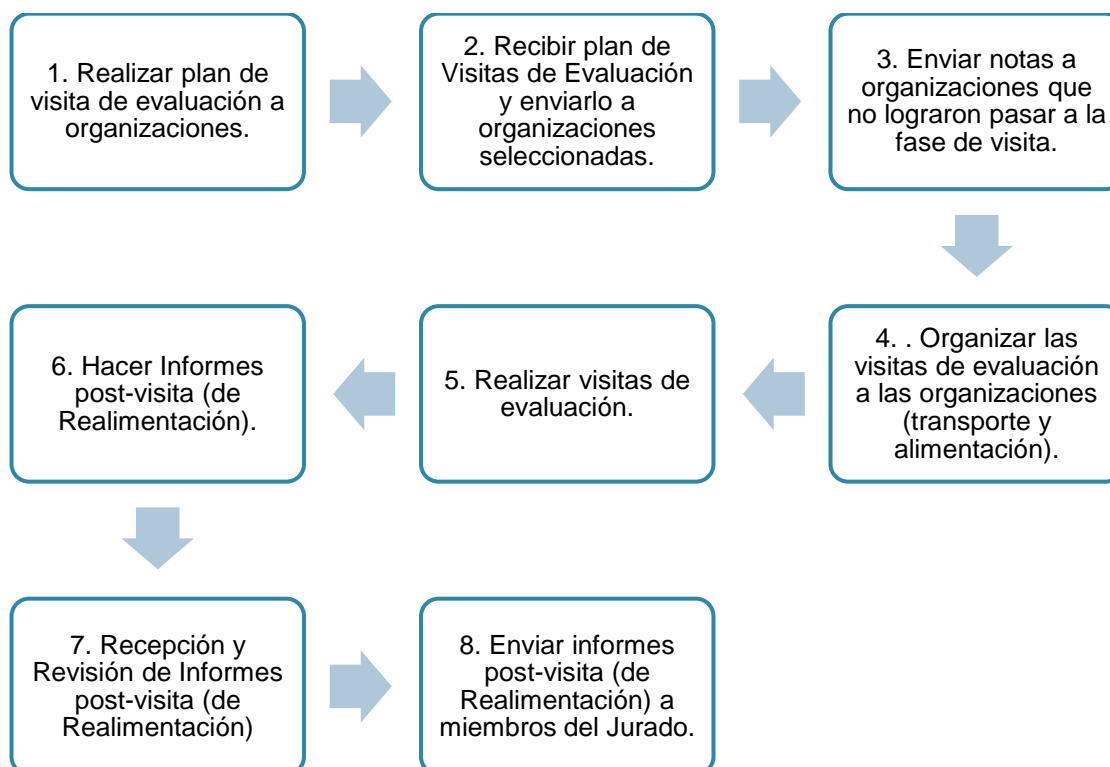 1. Realizar plan de
visita de evaluación a
organizaciones.
2. Recibir plan de
Visitas de Evaluación
y enviarlo a
organizaciones
seleccionadas.
3. Enviar notas a
organizaciones que
no lograron pasar a la
fase de visita.
4. . Organizar las
visitas de evaluación
a las organizaciones
(transporte y
alimentación).
5. Realizar visitas de
evaluación.
6. Hacer Informes
post-visita (de
Realimentación).
7. Recepción y
Revisión de Informes
post-visita (de
Realimentación)
8. Enviar informes
post-visita (de
Realimentación) a
miembros del Jurado.